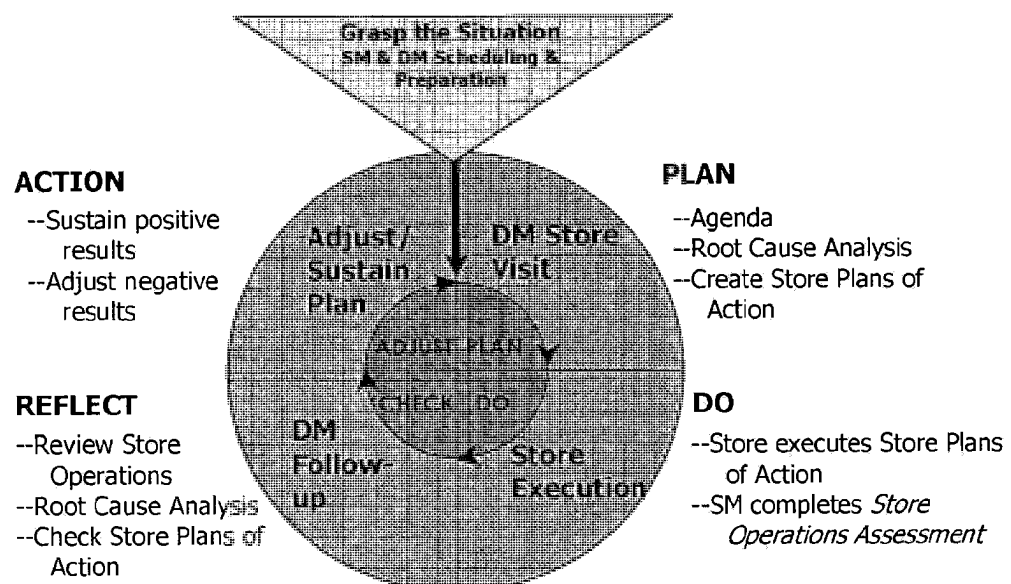 Grasp the Situation
SM & DM Scheduling &
Preparation
ACTION
--Sustain positive
results
--Adjust negative
results
PLAN
--Agenda
--Root Cause Analysis
--Create Store Plans of
Action
Adjust/
Sustain
Plan
DM Store
Visit
ADJUST PLAN
CHECK DO
DM
Follow-
up
Store
Execution
REFLECT
--Review Store
Operations
--Root Cause Analysis
--Check Store Plans of
Action
DO
--Store executes Store Plans
of Action
--SM completes Store
Operations Assessment